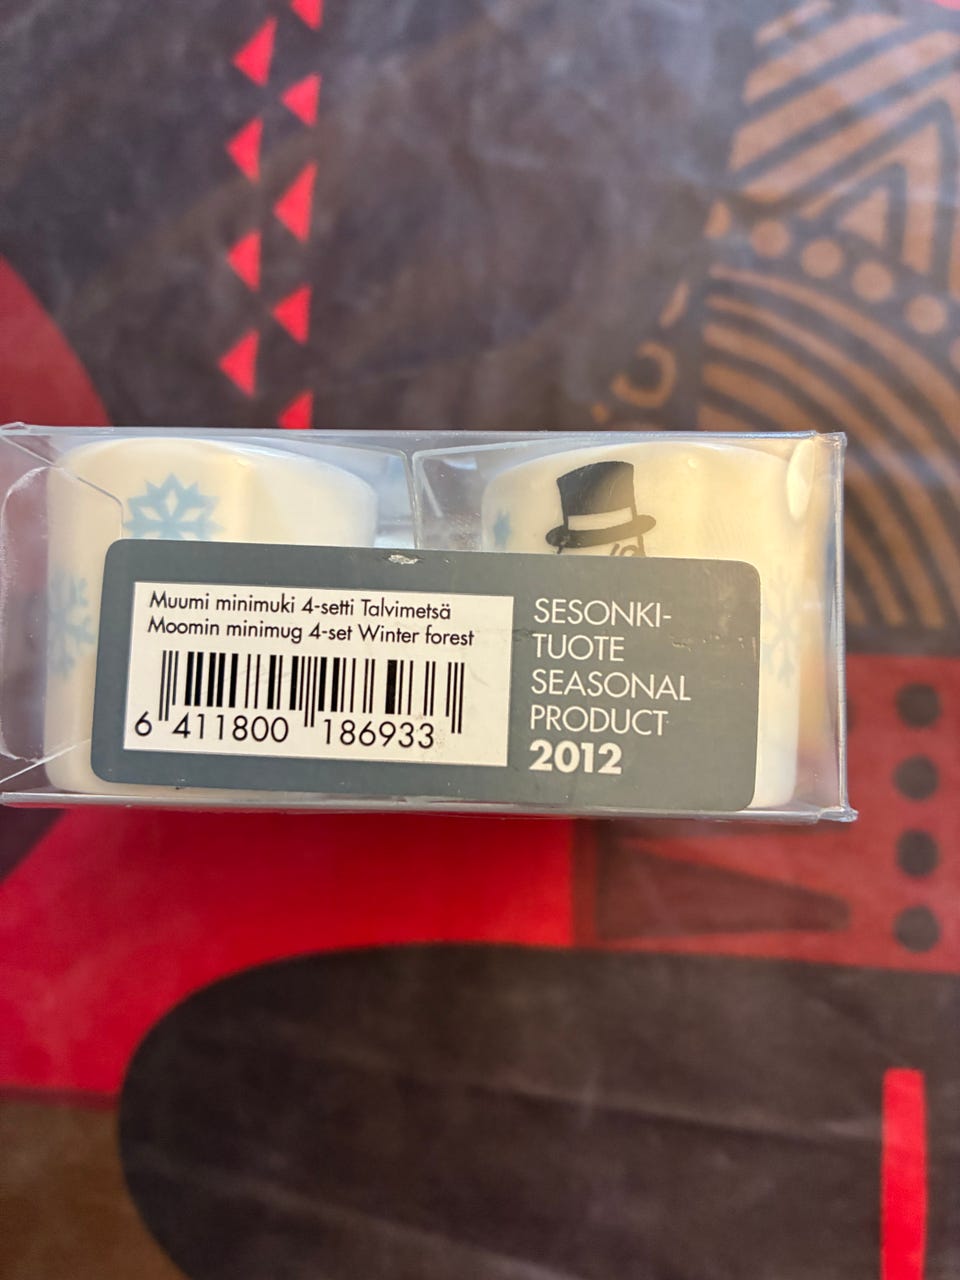 Muumi minimuki 4-setti Talvimetsä
Moomin minimug 4-set Winter forest
6 411800 186933
SESONKI-
TUOTE
SEASONAL
PRODUCT
2012